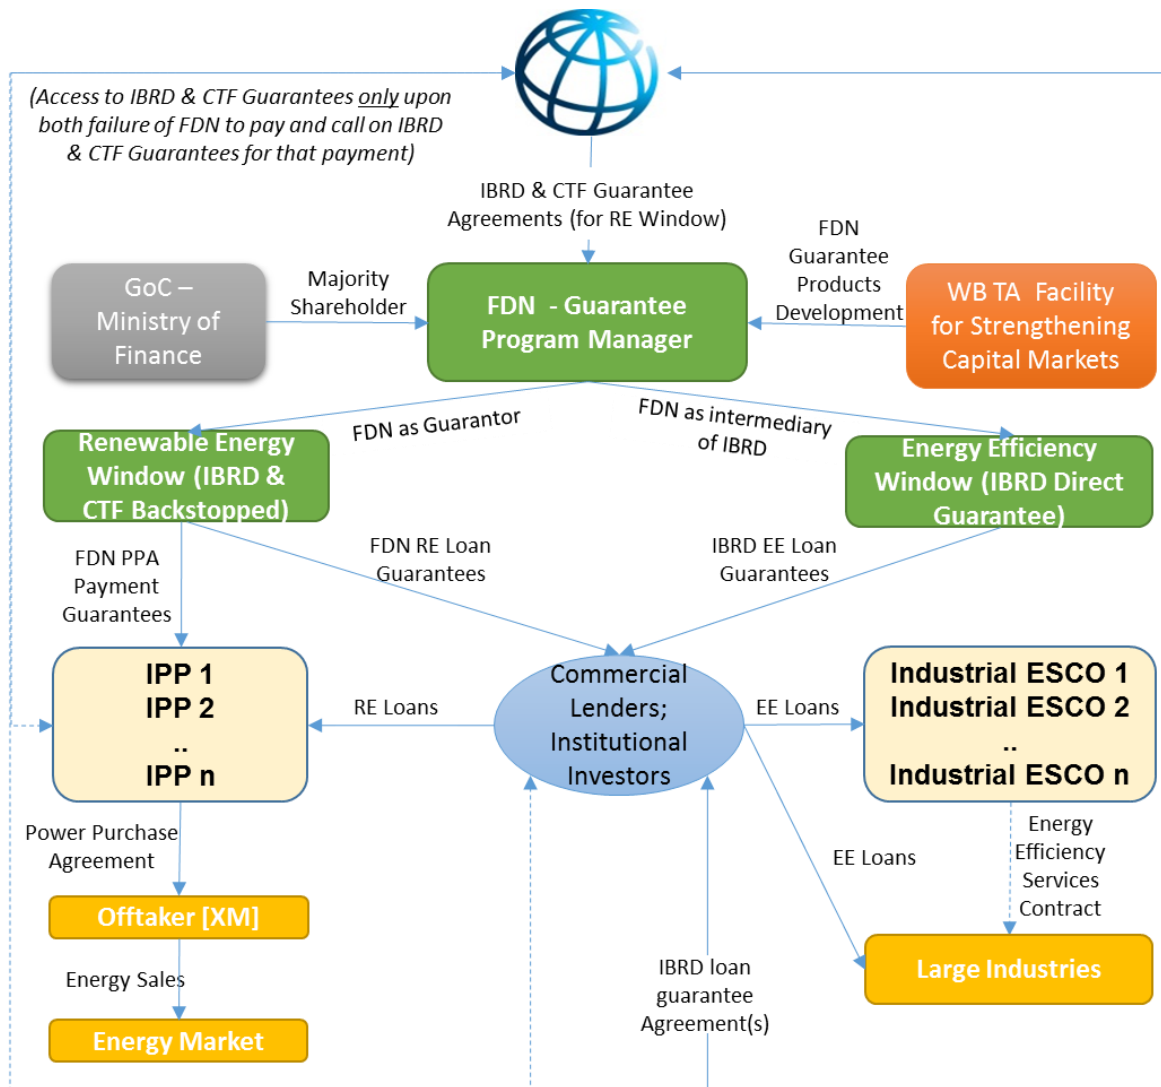 (Access to IBRD & CTF Guarantees only upon
both failure of FDN to pay and call on IBRD
& CTF Guarantees for that payment)
IBRD & CTF Guarantee
Agreements (for RE Window)
GoC –
Ministry of
Finance
Majority
Shareholder
FDN - Guarantee
Program Manager
FDN
Guarantee
Products
Development
WB TA Facility
for Strengthening
Capital Markets
FDN as Guarantor
FDN as intermediary
of IBRD
Renewable Energy
Window (IBRD &
CTF Backstopped)
Energy Efficiency
Window (IBRD Direct
Guarantee)
FDN PPA
Payment
Guarantees
FDN RE Loan
Guarantees
IBRD EE Loan
Guarantees
IPP 1
IPP 2
..
IPP n
RE Loans
Commercial
Lenders;
Institutional
Investors
EE Loans
Industrial ESCO 1
Industrial ESCO 2
..
Industrial ESCO n
Power Purchase
Agreement
EE Loans
Energy
Efficiency
Services
Contract
Offtaker [XM]
Energy Sales
IBRD loan
guarantee
Agreement(s)
Large Industries
Energy Market